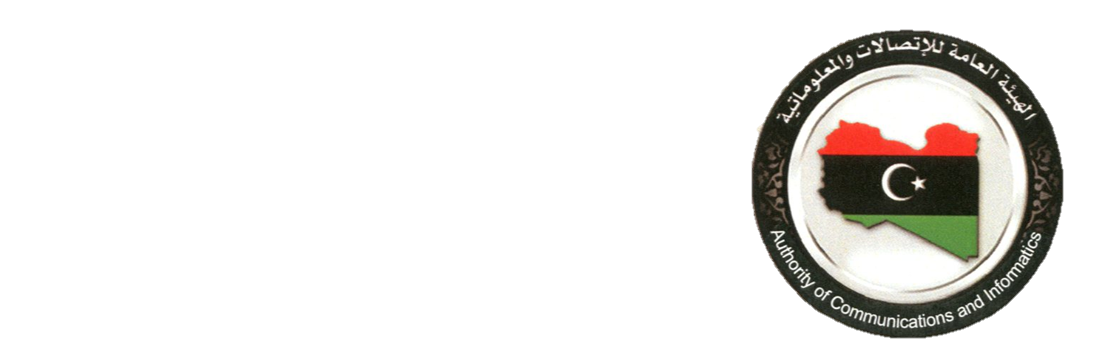 الهيئة العامة للإتصالات والمعلوماتية
Authority of Communications and Informatics